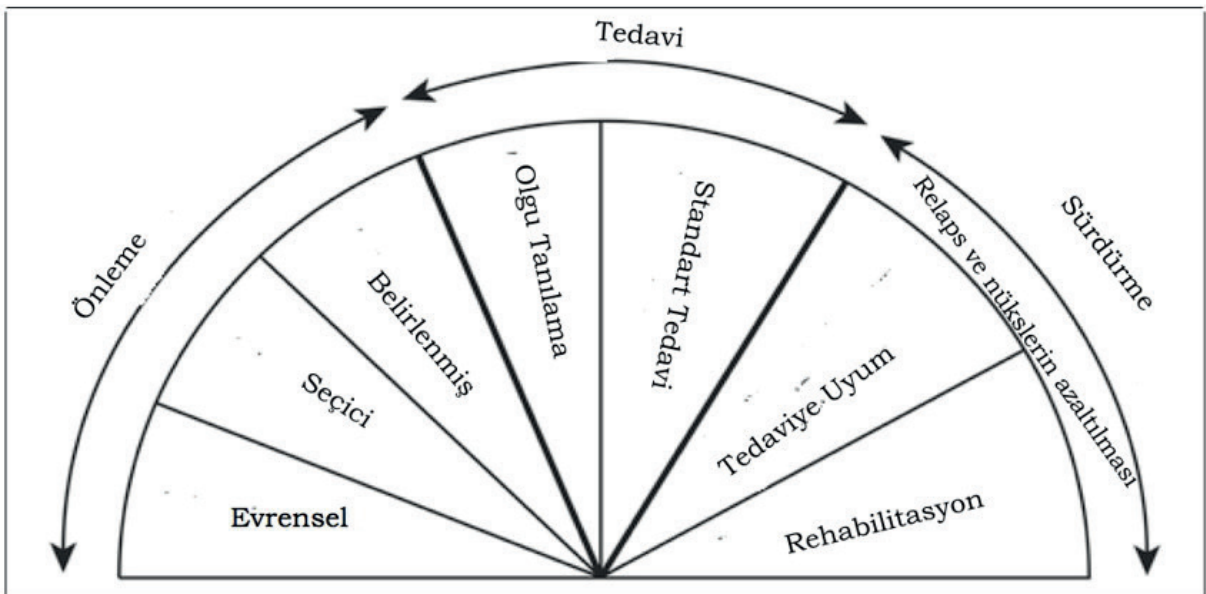 Tedavi
Önleme
Sürdürme
Evrensel
Seçici
Belirlenmiş
Olgu Tanılama
Standart Tedavi
Tedaviye Uyum
Relaps ve nükslerin azaltılması
Rehabilitasyon